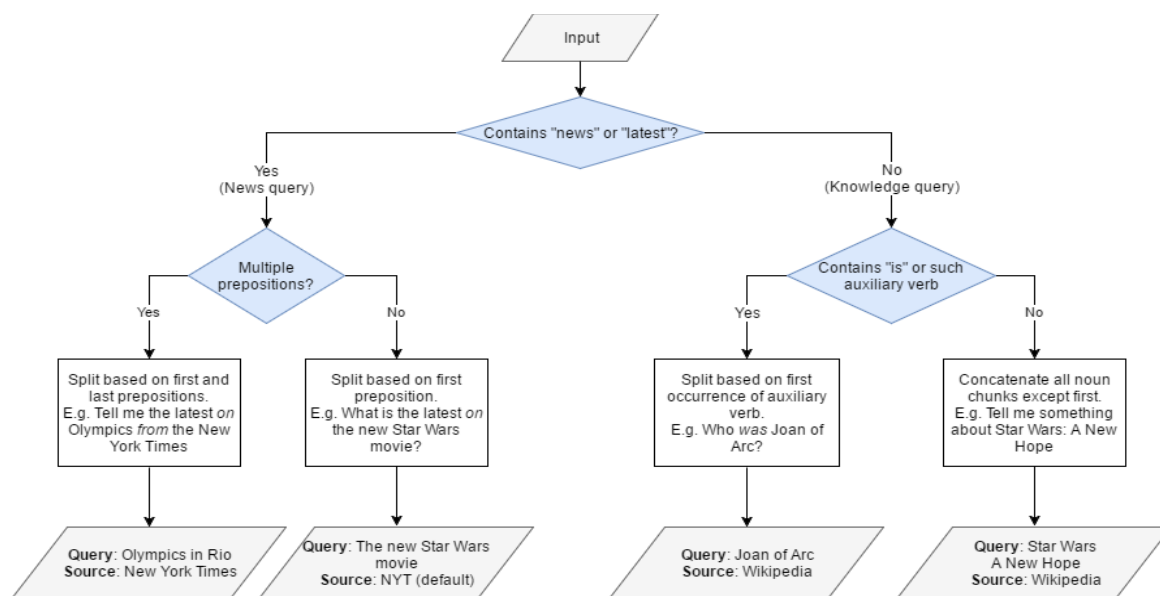 Input
Contains "news" or "latest"?
Yes
(News query)
No
(Knowledge query)
Multiple
prepositions?
Contains "is" or such
auxiliary verb
Yes
No
Yes
No
Split based on first and
last prepositions.
E.g. Tell me the latest on
Olympics from the New
York Times
Split based on first
preposition.
E.g. What is the latest on
the new Star Wars
movie?
Split based on first
occurrence of auxiliary
verb.
E.g. Who was Joan of
Arc?
Concatenate all noun
chunks except first.
E.g. Tell me something
about Star Wars: A New
Hope
Query: Olympics in Rio
Source: New York Times
Query: The new Star Wars
movie
Source: NYT (default)
Query: Joan of Arc
Source: Wikipedia
Query: Star Wars
A New Hope
Source: Wikipedia